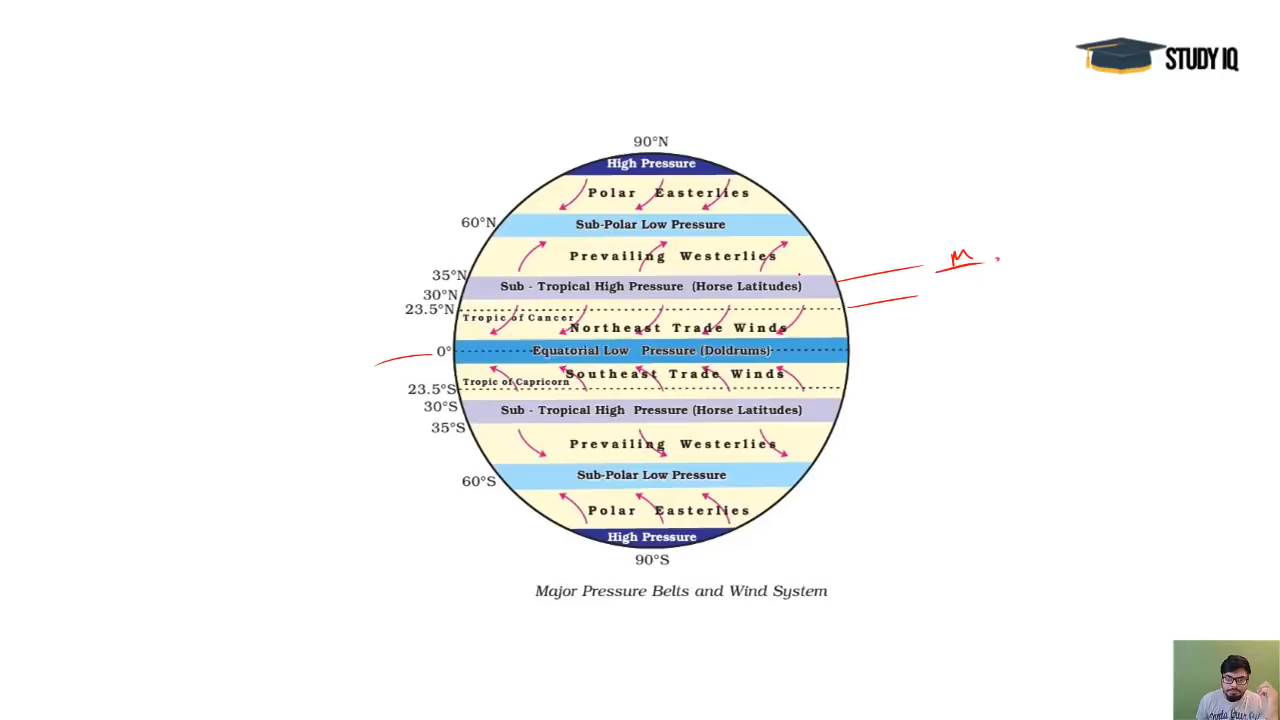 STUDY IQ
90°N
High Pressure
Polar Easterlies
60°N
Sub-Polar Low Pressure
Prevailing Westerlies
M
35°N
Sub - Tropical High Pressure (Horse Latitudes)
30°N
23.5°N
Tropic of Cancer
Northeast Trade Winds
0°
Equatorial Low Pressure (Doldrums)
Southeast Trade Winds
Tropic of Capricorn
23.5°S
30°S
Sub - Tropical High Pressure (Horse Latitudes)
35°S
Prevailing Westerlies
60°S
Sub-Polar Low Pressure
Polar Easterlies
High Pressure
90°S
Major Pressure Belts and Wind System